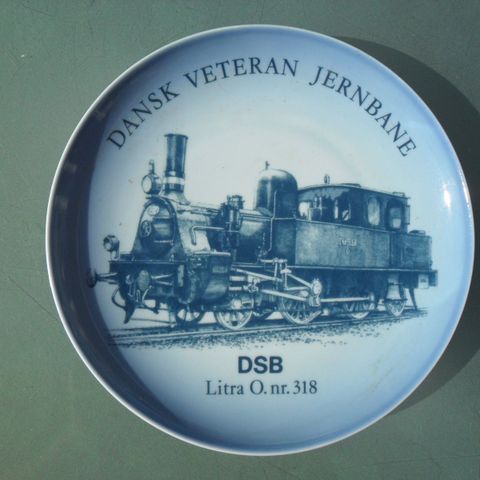 DANSK VETERAN JERNBANE
DSB
Litra O. nr. 318